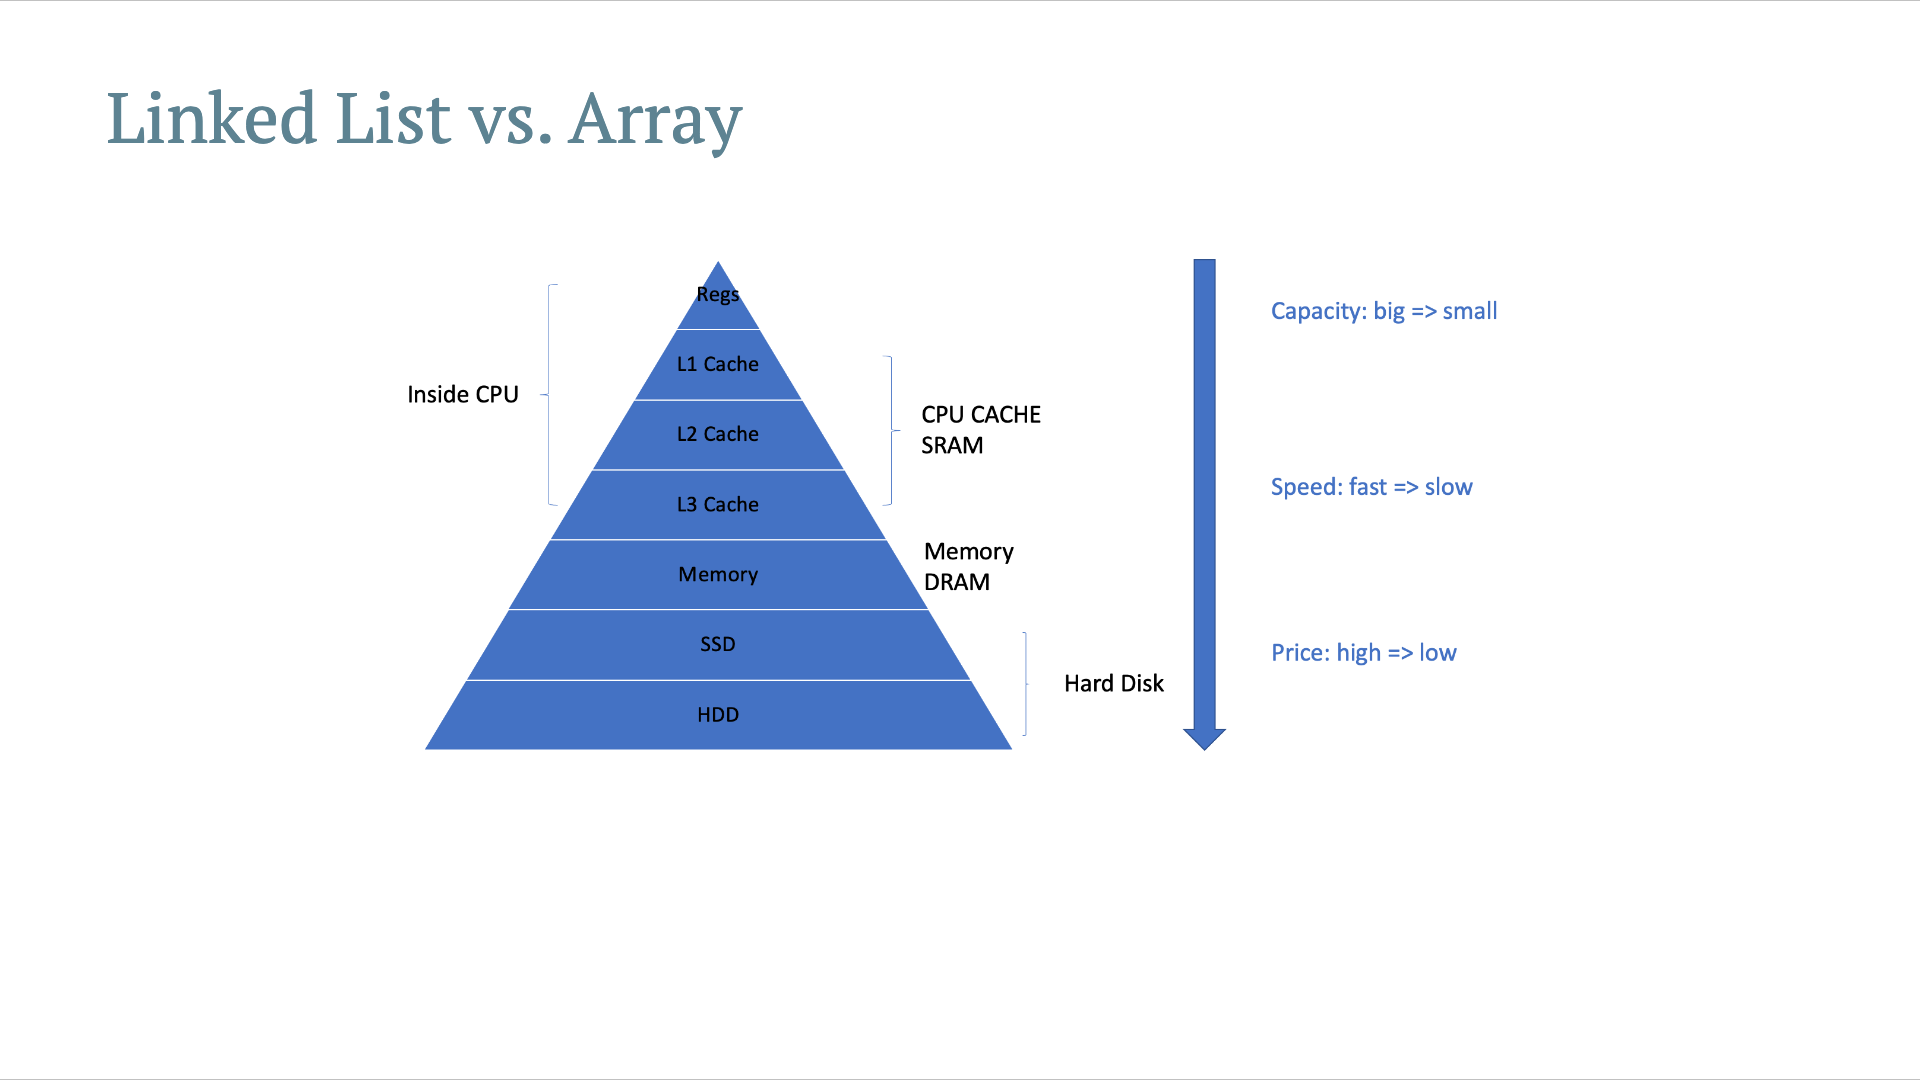 Linked List vs. Array
Regs
L1 Cache
L2 Cache
L3 Cache
Memory
SSD
HDD
Inside CPU
CPU CACHE
SRAM
Memory
DRAM
Hard Disk
Capacity: big => small
Speed: fast => slow
Price: high => low